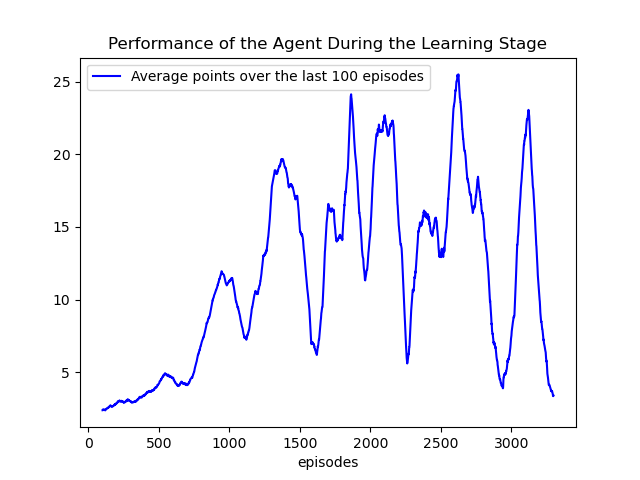 Performance of the Agent During the Learning Stage
Average points over the last 100 episodes
25
20
15
10
5
0 500 1000 1500 2000 2500 3000
episodes